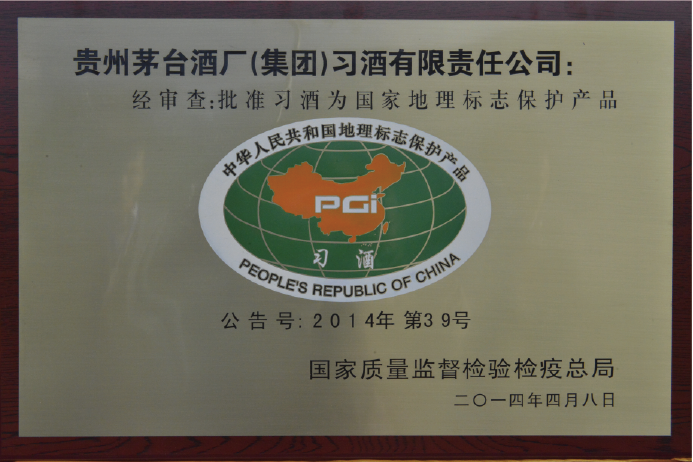 贵州茅台酒厂(集团)习酒有限责任公司:
经审查:批准习酒为国家地理标志保护产品
中华人民共和国地理标志保护产品
PGi
习酒
PEOPLE'S REPUBLIC OF CHINA
公告号:2014年 第39号
国家质量监督检验检疫总局
二〇一四年四月八日